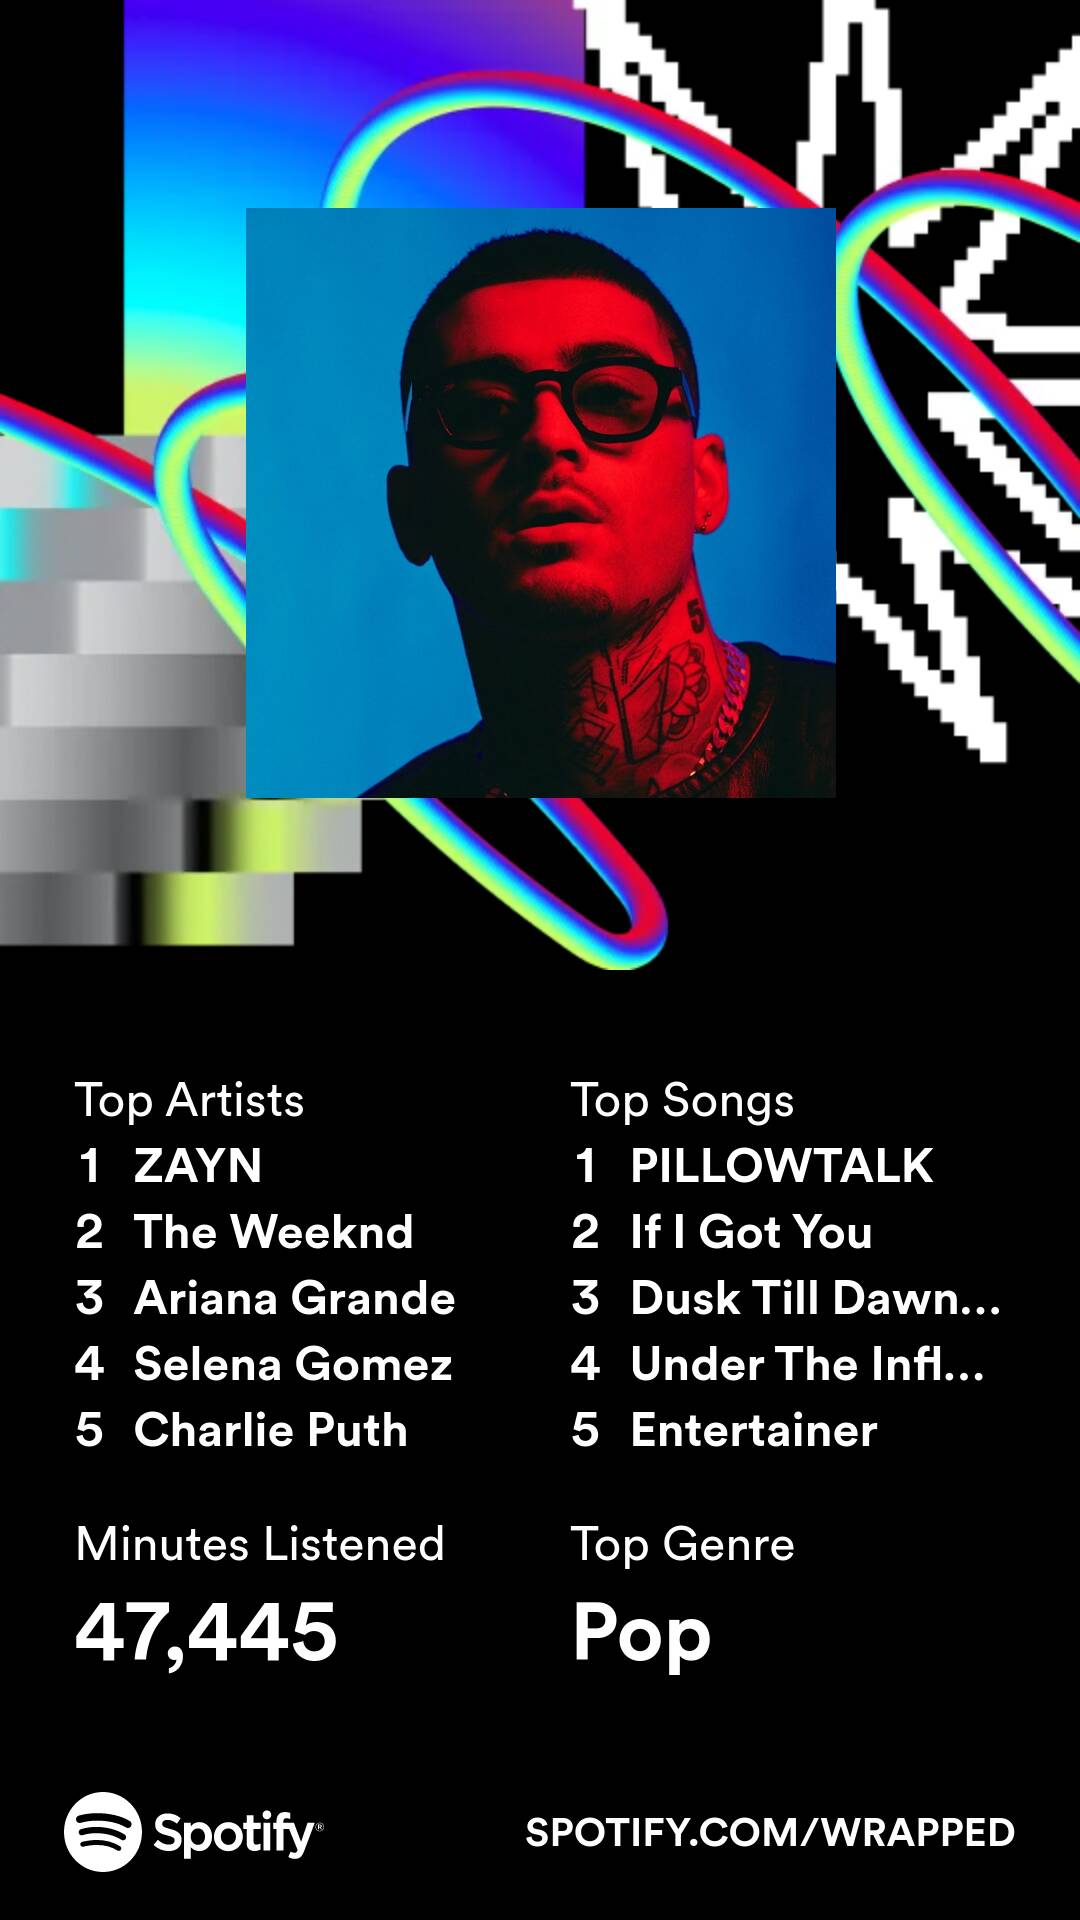 Top Artists
1 ZAYN
2 The Weeknd
3 Ariana Grande
4 Selena Gomez
5 Charlie Puth
Top Songs
1 PILLOWTALK
2 If I Got You
3 Dusk Till Dawn...
4 Under The Infl...
5 Entertainer
Minutes Listened
47,445
Top Genre
Pop
Spotify®
SPOTIFY.COM/WRAPPED